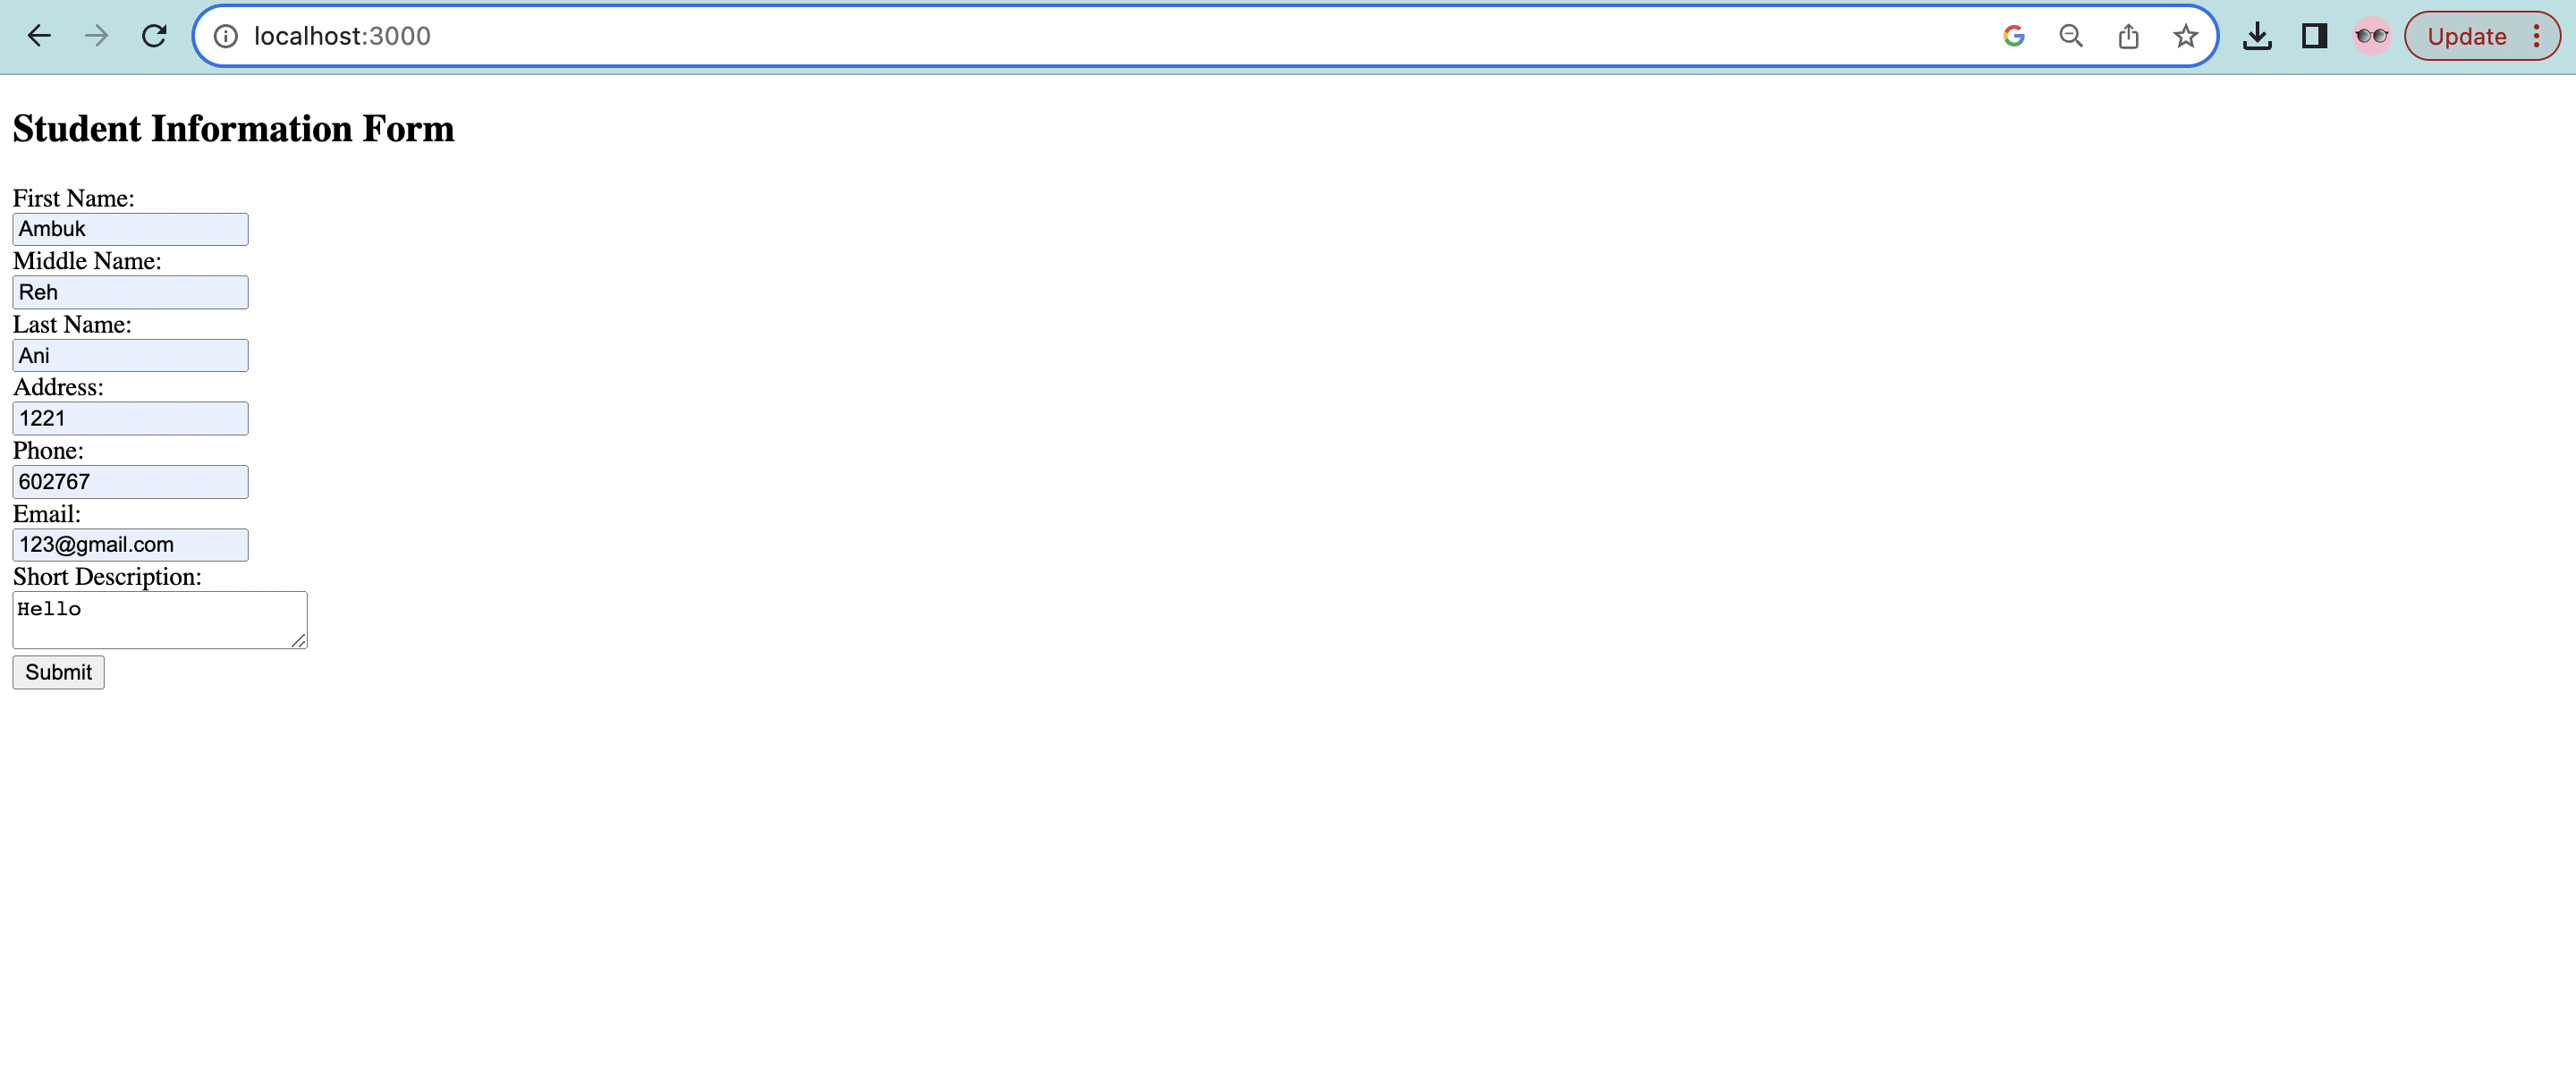 localhost:3000
Update
Student Information Form
First Name:
Ambuk
Middle Name:
Reh
Last Name:
Ani
Address:
1221
Phone:
602767
Email:
123@gmail.com
Short Description:
Hello
Submit